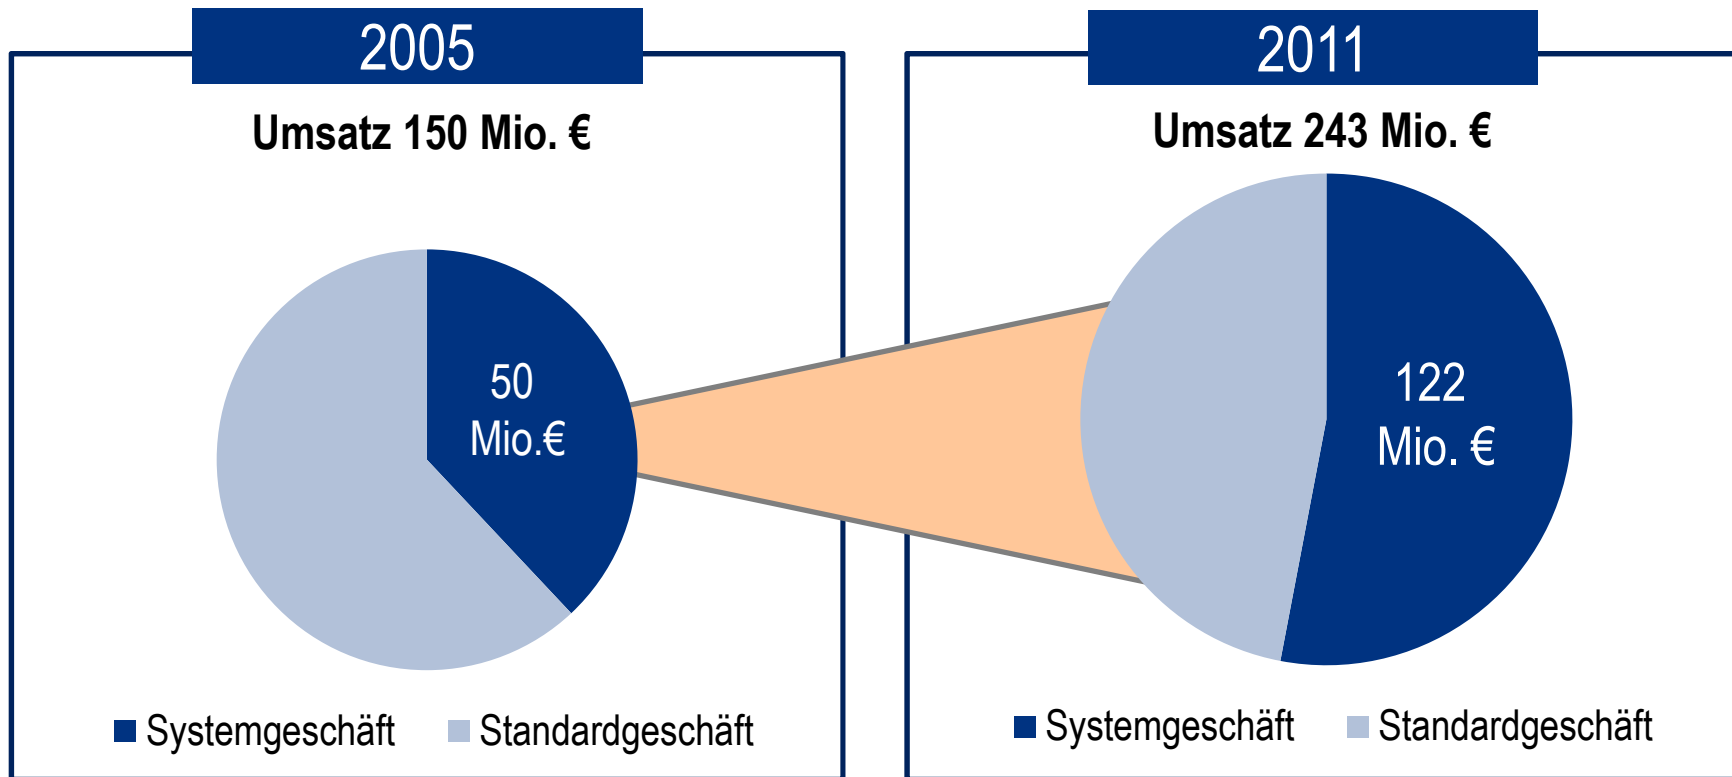 2005
Umsatz 150 Mio. €
50
Mio.€
Systemgeschäft
Standardgeschäft
2011
Umsatz 243 Mio. €
122
Mio. €
Systemgeschäft
Standardgeschäft